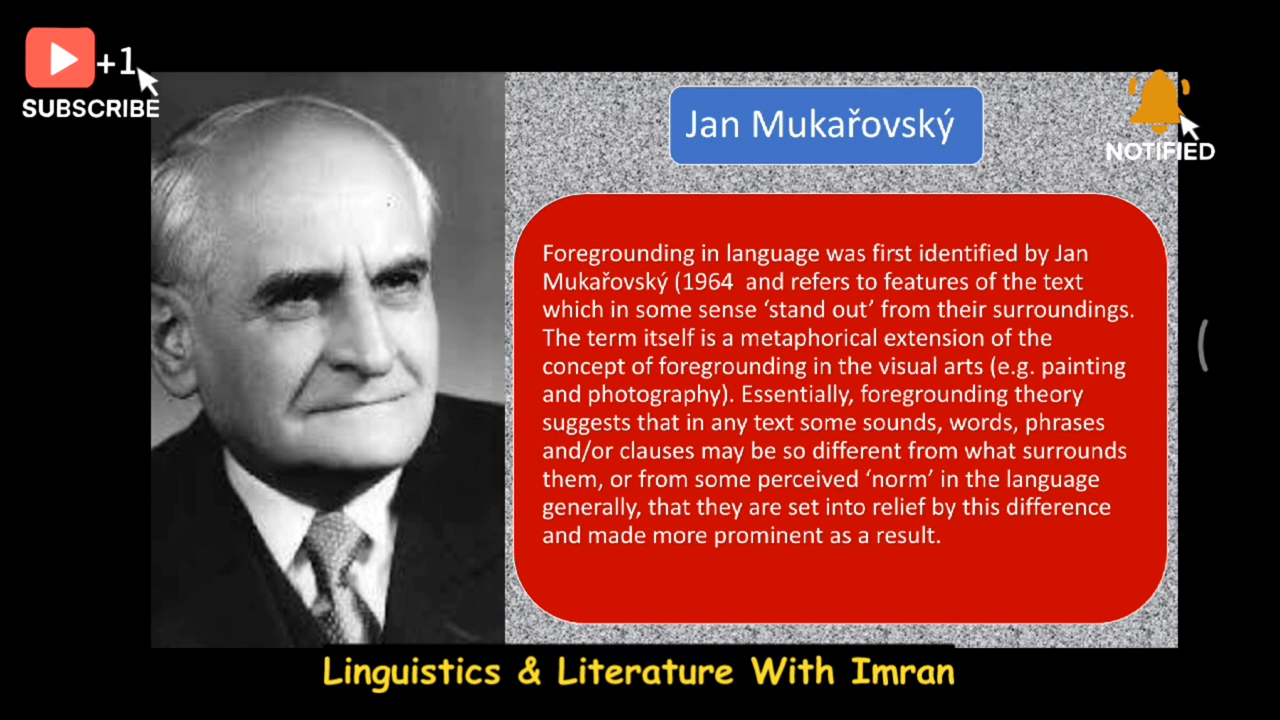 +1
SUBSCRIBE
Jan Mukařovský
NOTIFIED
Foregrounding in language was first identified by Jan
Mukařovský (1964  and refers to features of the text
which in some sense ‘stand out’ from their surroundings.
The term itself is a metaphorical extension of the
concept of foregrounding in the visual arts (e.g. painting
and photography). Essentially, foregrounding theory
suggests that in any text some sounds, words, phrases
and/or clauses may be so different from what surrounds
them, or from some perceived ‘norm’ in the language
generally, that they are set into relief by this difference
and made more prominent as a result.
Linguistics & Literature With Imran